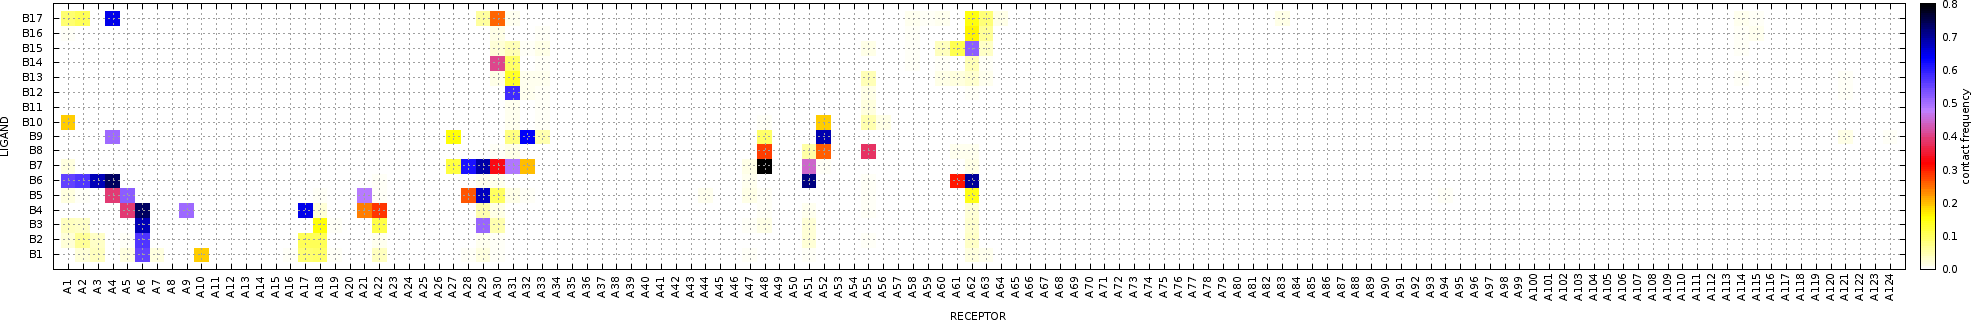 B17
B16
B15
B14
B13
B12
B11
B10
B9
B8
B7
B6
B5
B4
B3
B2
B1
LIGAND
A1 A2 A3 A4 A5 A6 A7 A8 A9 A10 A11 A12 A13 A14 A15 A16 A17 A18 A19 A20 A21 A22 A23 A24 A25 A26 A27 A28 A29 A30 A31 A32 A33 A34 A35 A36 A37 A38 A39 A40 A41 A42 A43 A44 A45 A46 A47 A48 A49 A50 A51 A52 A53 A54 A55 A56 A57 A58 A59 A60 A61 A62 A63 A64 A65 A66 A67 A68 A69 A70 A71 A72 A73 A74 A75 A76 A77 A78 A79 A80 A81 A82 A83 A84 A85 A86 A87 A88 A89 A90 A91 A92 A93 A94 A95 A96 A97 A98 A99 A100 A101 A102 A103 A104 A105 A106 A107 A108 A109 A110 A111 A112 A113 A114 A115 A116 A117 A118 A119 A120 A121 A122 A123 A124
RECEPTOR
0.8
0.7
0.6
0.5
0.4
0.3
0.2
0.1
0.0
contact frequency